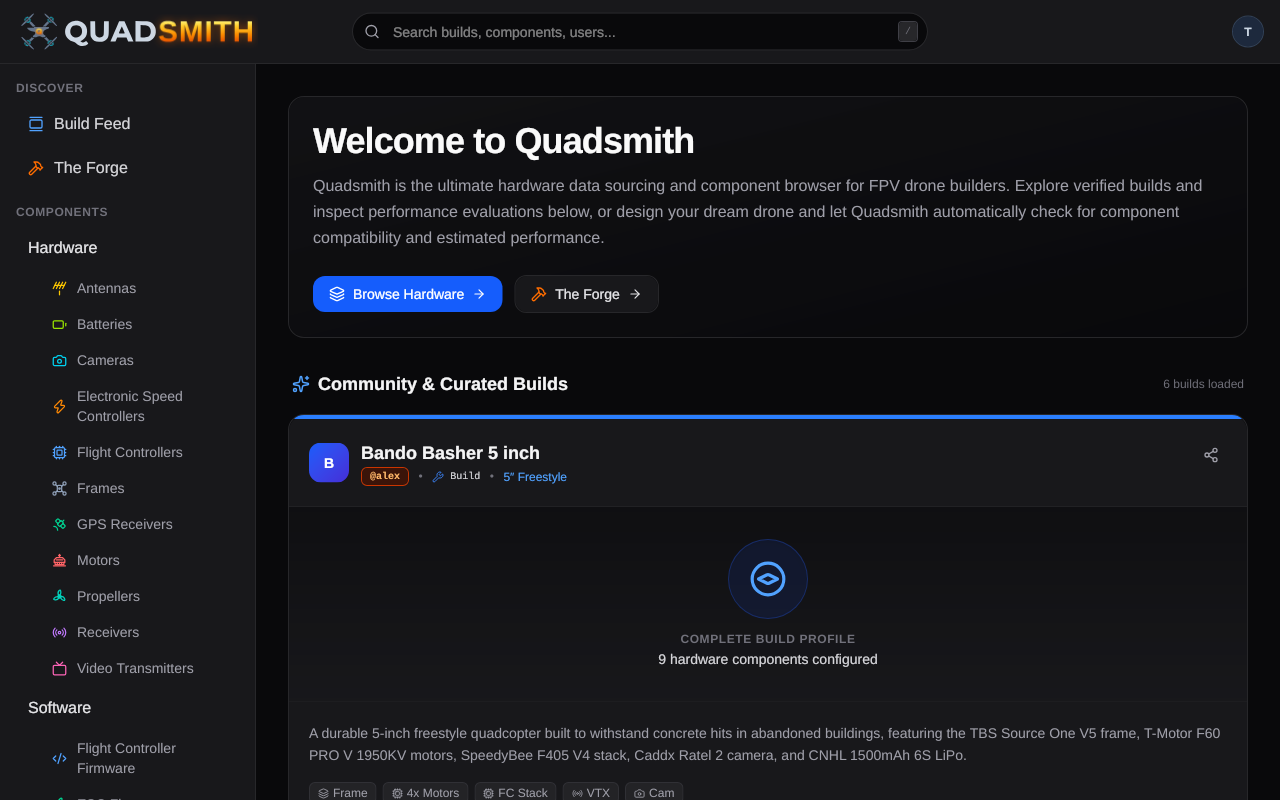 QUADSMITH
Search builds, components, users...
/
T
DISCOVER
Build Feed
The Forge
COMPONENTS
Hardware
Antennas
Batteries
Cameras
Electronic Speed
Controllers
Flight Controllers
Frames
GPS Receivers
Motors
Propellers
Receivers
Video Transmitters
Software
Flight Controller
Firmware
Welcome to Quadsmith
Quadsmith is the ultimate hardware data sourcing and component browser for FPV drone builders. Explore verified builds and
inspect performance evaluations below, or design your dream drone and let Quadsmith automatically check for component
compatibility and estimated performance.
Browse Hardware
The Forge
Community & Curated Builds
6 builds loaded
B
Bando Basher 5 inch
@alex • Build • 5″ Freestyle
COMPLETE BUILD PROFILE
9 hardware components configured
A durable 5-inch freestyle quadcopter built to withstand concrete hits in abandoned buildings, featuring the TBS Source One V5 frame, T-Motor F60
PRO V 1950KV motors, SpeedyBee F405 V4 stack, Caddx Ratel 2 camera, and CNHL 1500mAh 6S LiPo.
Frame
4x Motors
FC Stack
VTX
Cam